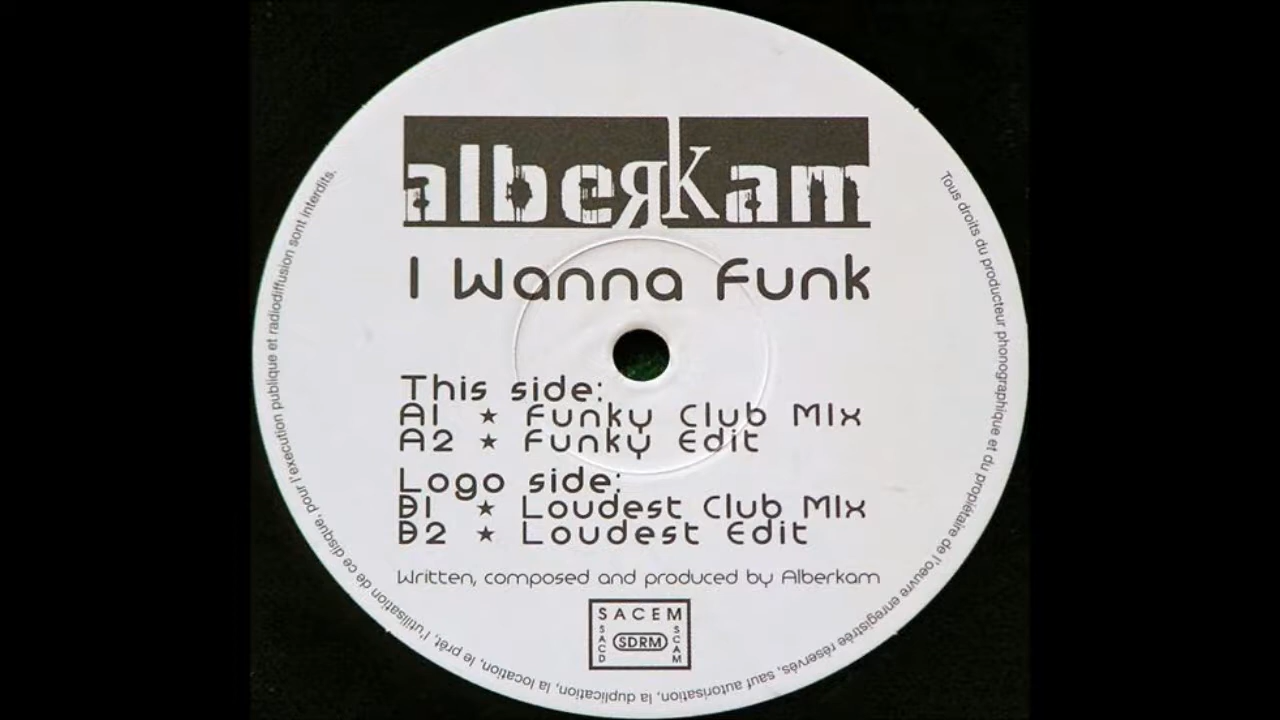 alberKam
I Wanna Funk
This side:
A1 ★ Funky Club MIx
A2 ★ Funky Edit
Logo side:
B1 ★ Loudest Club MIx
B2 ★ Loudest Edit
Written, composed and produced by Alberkam
SACEM
SACD
SDRM
SCAM
Tous droits du producteur phonographique et du propiétaire de l'oeuvre enregistrée réservés, sauf autorisation, la duplication, la location, le prêt, l'utilisation de ce disque, pour l'execution publique et radiodiffusion sont interdits.